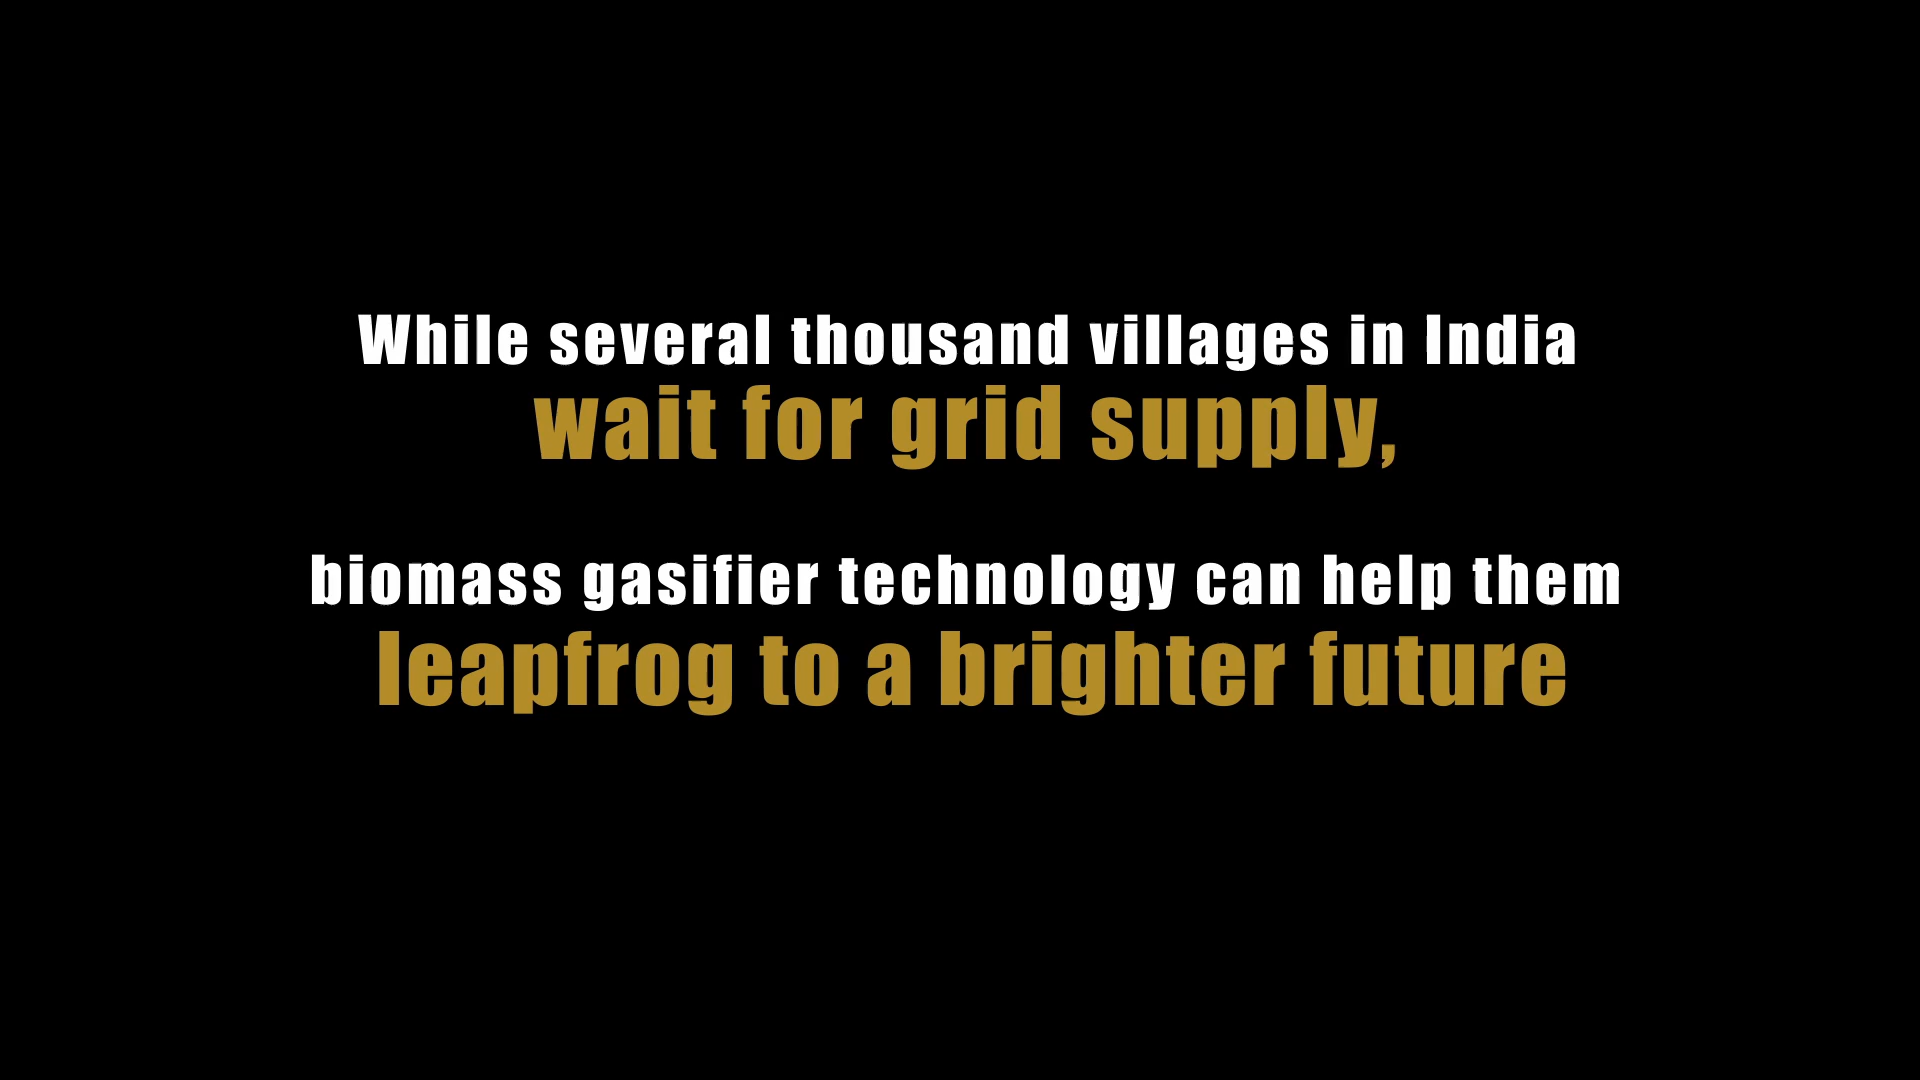 While several thousand villages in India
wait for grid supply,
biomass gasifier technology can help them
leapfrog to a brighter future